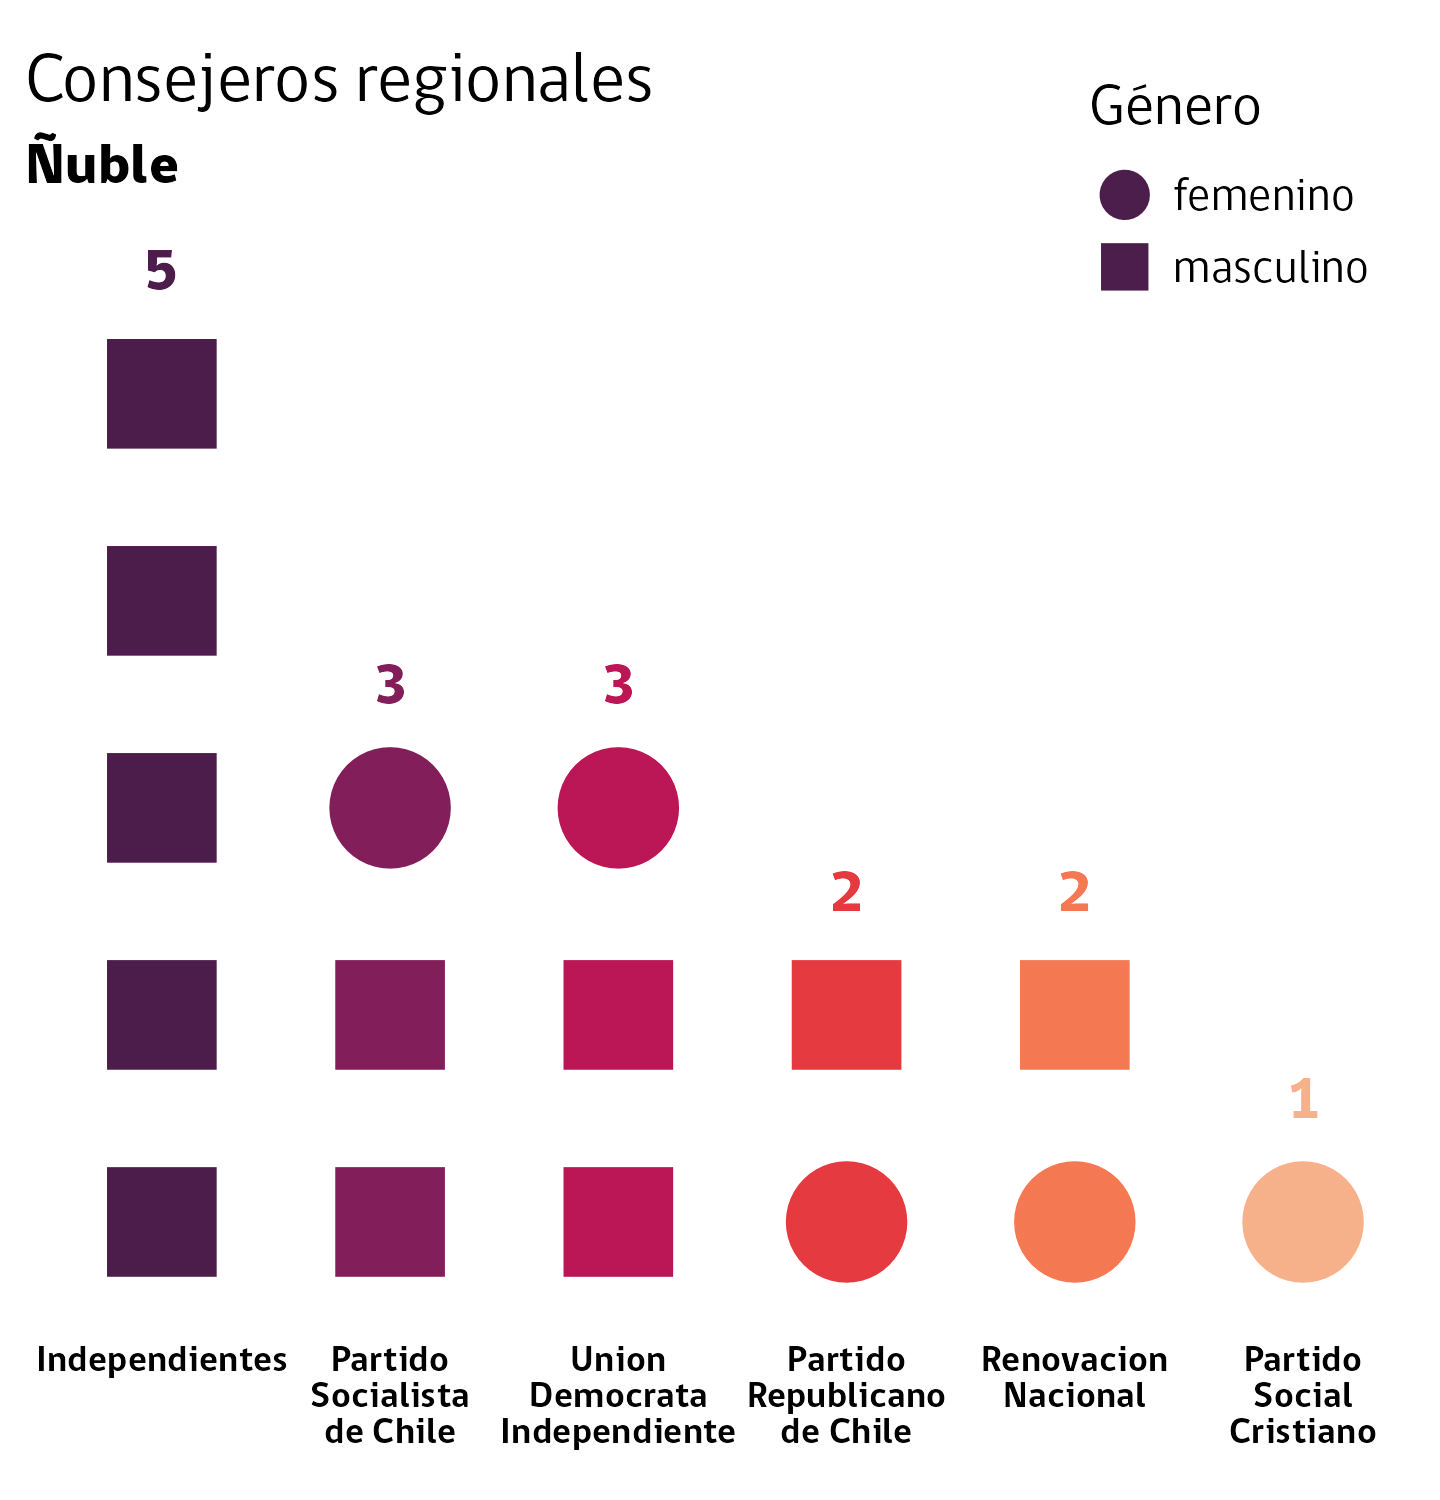 Consejeros regionales
Ñuble
Género
femenino
masculino
5
3
3
2
2
1
Independientes
Partido
Socialista
de Chile
Union
Democrata
Independiente
Partido
Republicano
de Chile
Renovacion
Nacional
Partido
Social
Cristiano